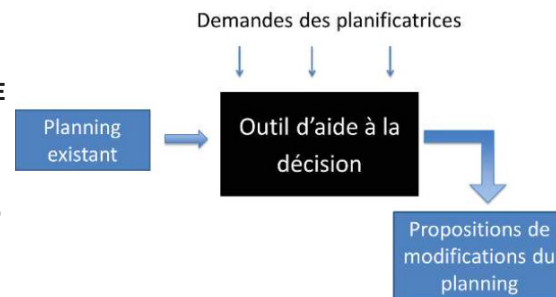 Demandes des planificatrices
E
Planning
existant
Outil d'aide à la
décision
Propositions de
modifications du
planning